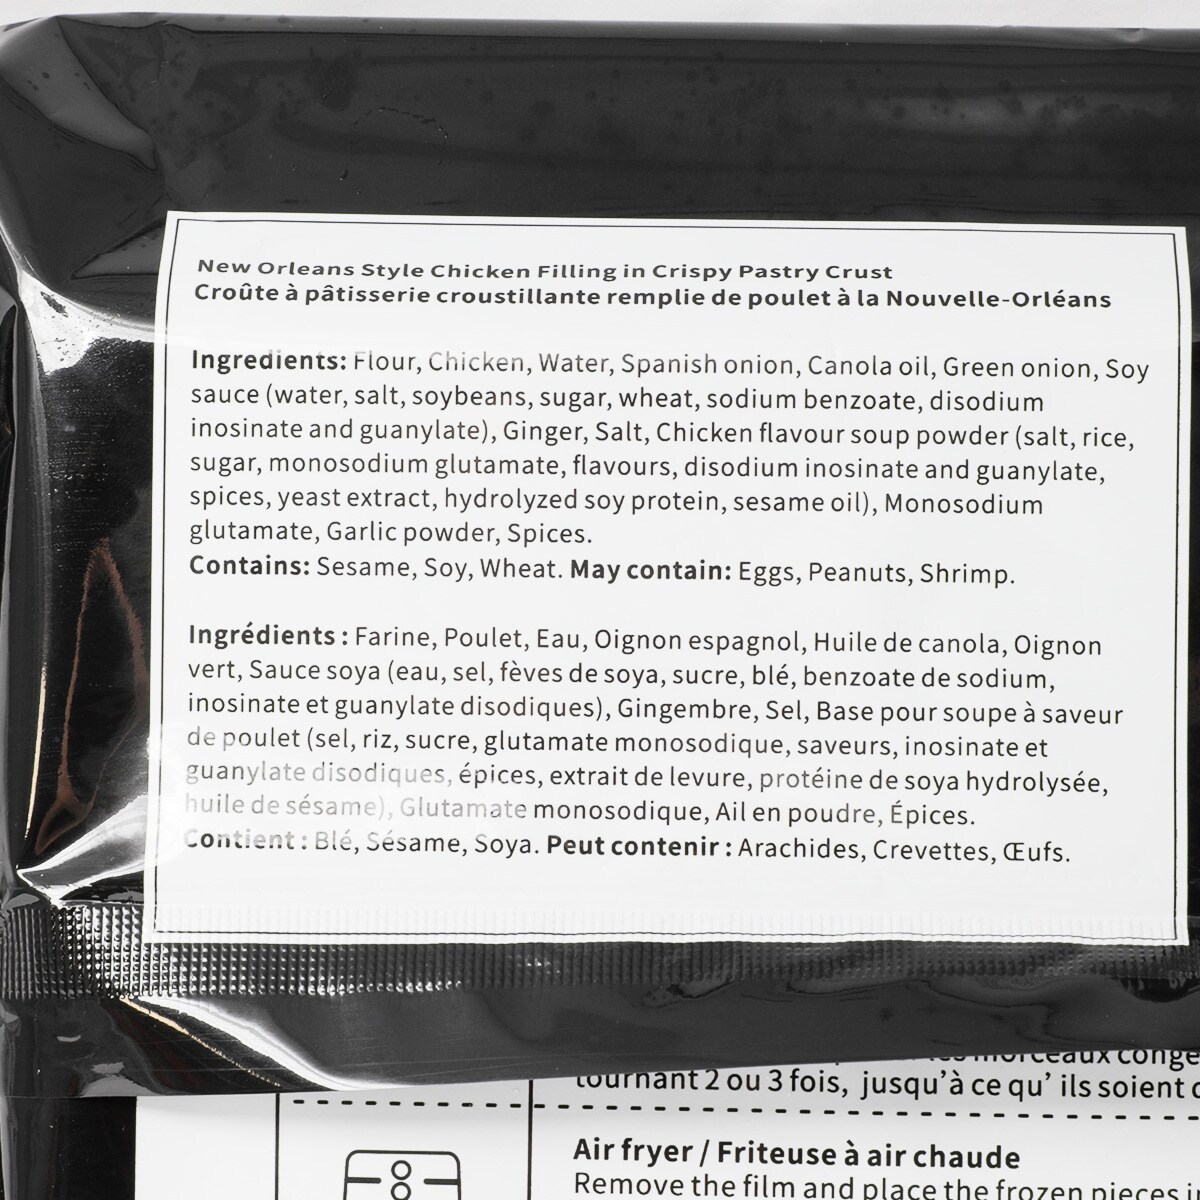 New Orleans Style Chicken Filling in Crispy Pastry Crust
Croûte à pâtisserie croustillante remplie de poulet à la Nouvelle-Orléans
Ingredients: Flour, Chicken, Water, Spanish onion, Canola oil, Green onion, Soy
sauce (water, salt, soybeans, sugar, wheat, sodium benzoate, disodium
inosinate and guanylate), Ginger, Salt, Chicken flavour soup powder (salt, rice,
sugar, monosodium glutamate, flavours, disodium inosinate and guanylate,
spices, yeast extract, hydrolyzed soy protein, sesame oil), Monosodium
glutamate, Garlic powder, Spices.
Contains: Sesame, Soy, Wheat. May contain: Eggs, Peanuts, Shrimp.
Ingrédients : Farine, Poulet, Eau, Oignon espagnol, Huile de canola, Oignon
vert, Sauce soya (eau, sel, fèves de soya, sucre, blé, benzoate de sodium,
inosinate et guanylate disodiques), Gingembre, Sel, Base pour soupe à saveur
de poulet (sel, riz, sucre, glutamate monosodique, saveurs, inosinate et
guanylate disodiques, épices, extrait de levure, protéine de soya hydrolysée,
huile de sésame), Glutamate monosodique, Ail en poudre, Épices.
Contient : Blé, Sésame, Soya. Peut contenir : Arachides, Crevettes, Œufs.
morceaux
tournant 2 ou 3 fois, jusqu'à ce qu' ils soient
Air fryer / Friteuse à air chaude
Remove the film and place the frozen pieces